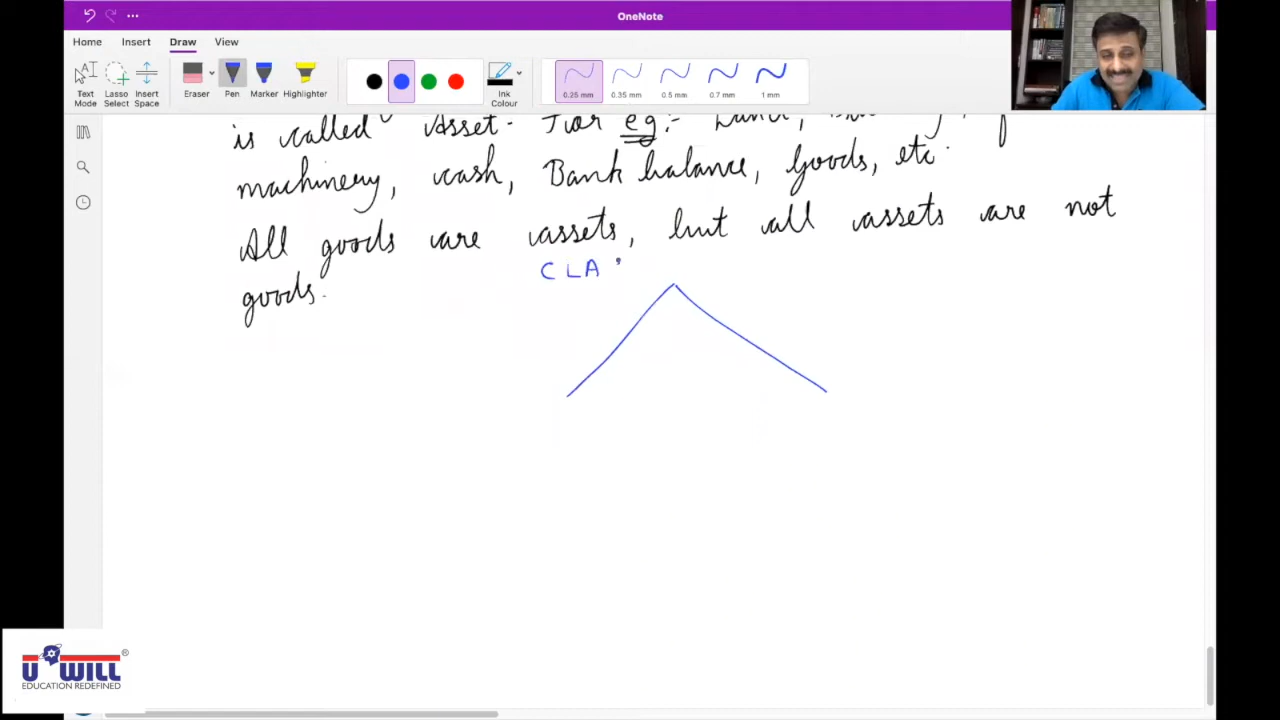 OneNote
Home Insert Draw View
Text Mode Lasso Select Insert Space Eraser Pen Marker Highlighter Ink Colour 0.25 mm 0.35 mm 0.5 mm 0.7 mm 1 mm
is called Asset. For eg:-
machinery, cash, Bank balance, Goods, etc.
All goods are assets, but all assets are not
CLA
goods.
U WILL ®
EDUCATION REDEFINED